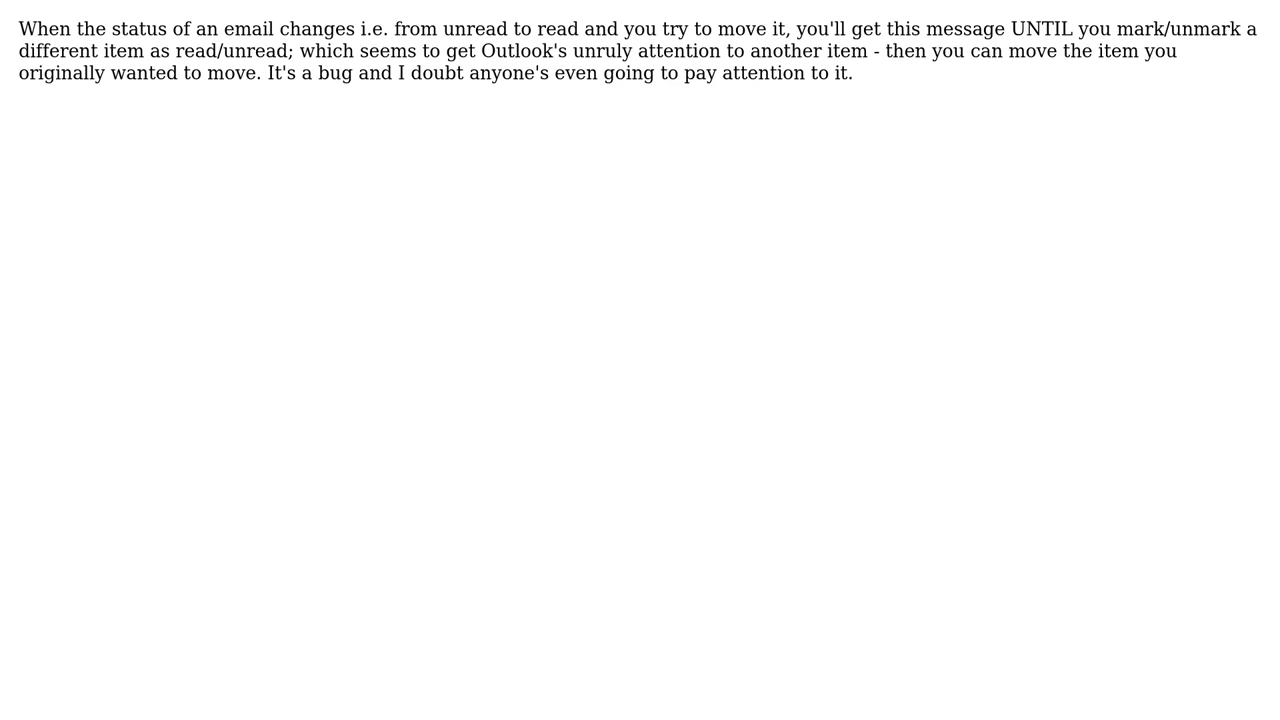 When the status of an email changes i.e. from unread to read and you try to move it, you'll get this message UNTIL you mark/unmark a
different item as read/unread; which seems to get Outlook's unruly attention to another item - then you can move the item you
originally wanted to move. It's a bug and I doubt anyone's even going to pay attention to it.